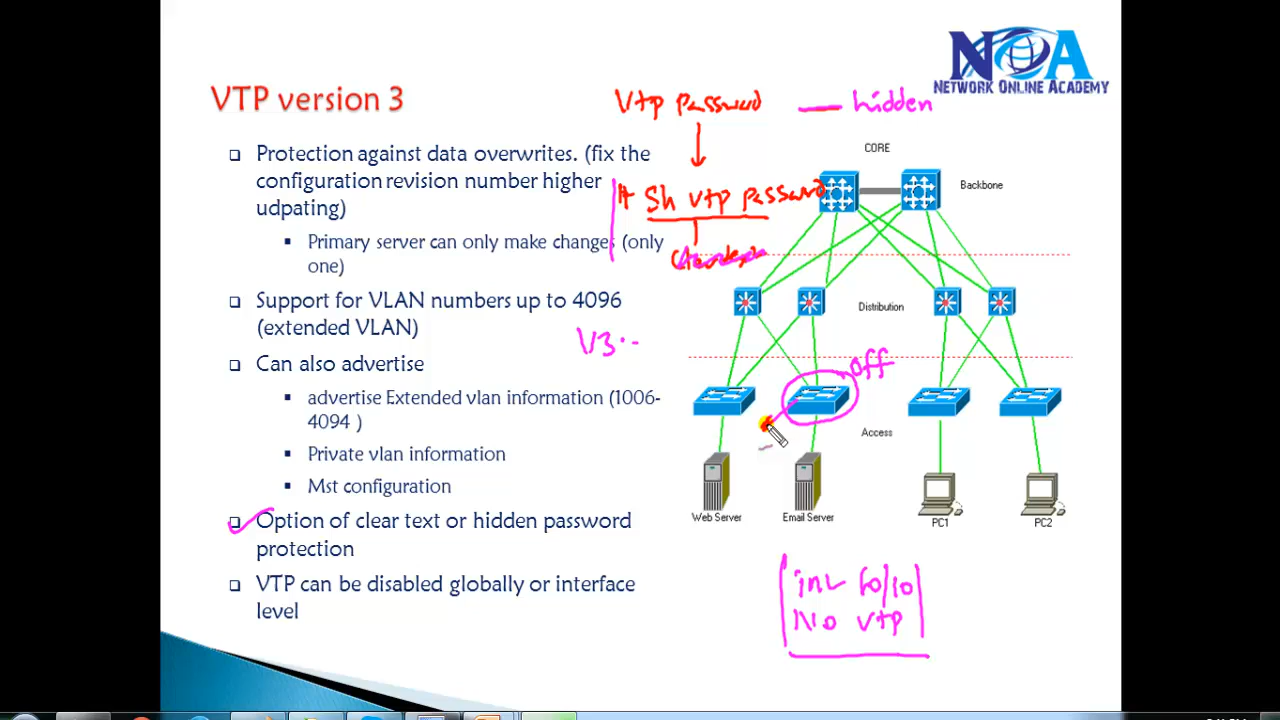 NOA
NETWORK ONLINE ACADEMY
VTP version 3
Vtp password — hidden
Protection against data overwrites. (fix the
configuration revision number higher
udpating)
Primary server can only make changes (only
one)
Support for VLAN numbers up to 4096
(extended VLAN)
Can also advertise
advertise Extended vlan information (1006-
4094 )
Private vlan information
Mst configuration
Option of clear text or hidden password
protection
VTP can be disabled globally or interface
level
# Sh vtp password
V3.-
CORE
Backbone
Distribution
off
Access
Web Server
Email Server
PC1
PC2
int f0/10
No vtp